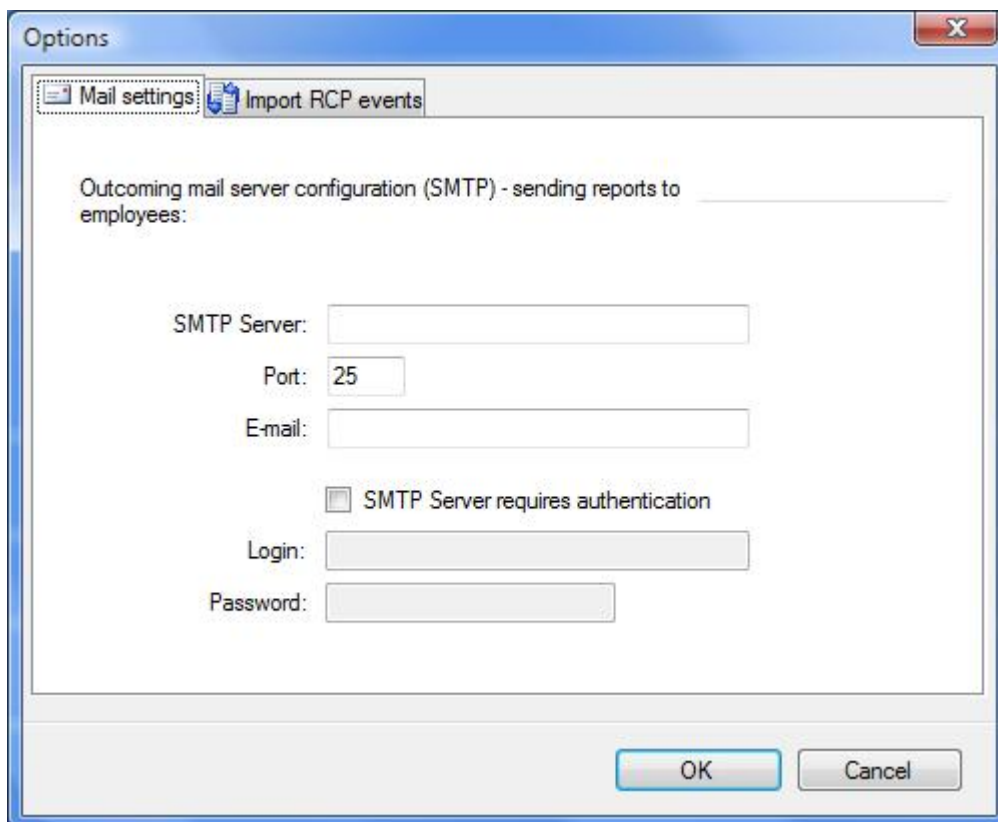 Options
Mail settings
Import RCP events
Outcoming mail server configuration (SMTP) - sending reports to
employees:
SMTP Server:
Port: 25
E-mail:
SMTP Server requires authentication
Login:
Password:
OK
Cancel